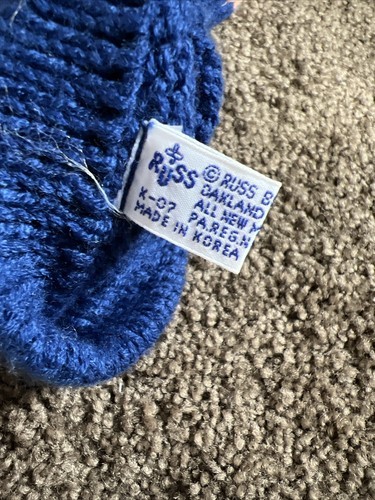 RUSS
© RUSS B
OAKLAND
ALL NEW M
K-07 PA.REG.N
MADE IN KOREA